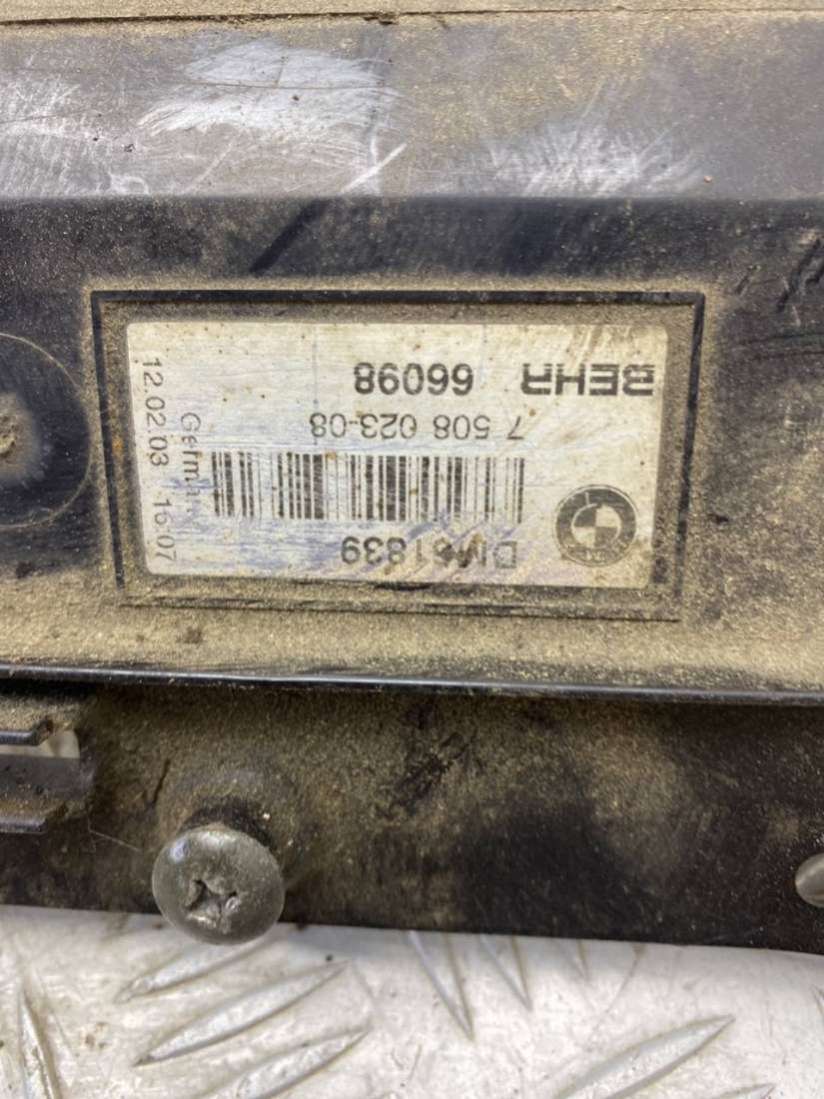 DM61839
7 508 023-08
BEHR 66098
Germany
12.02.03 16:07